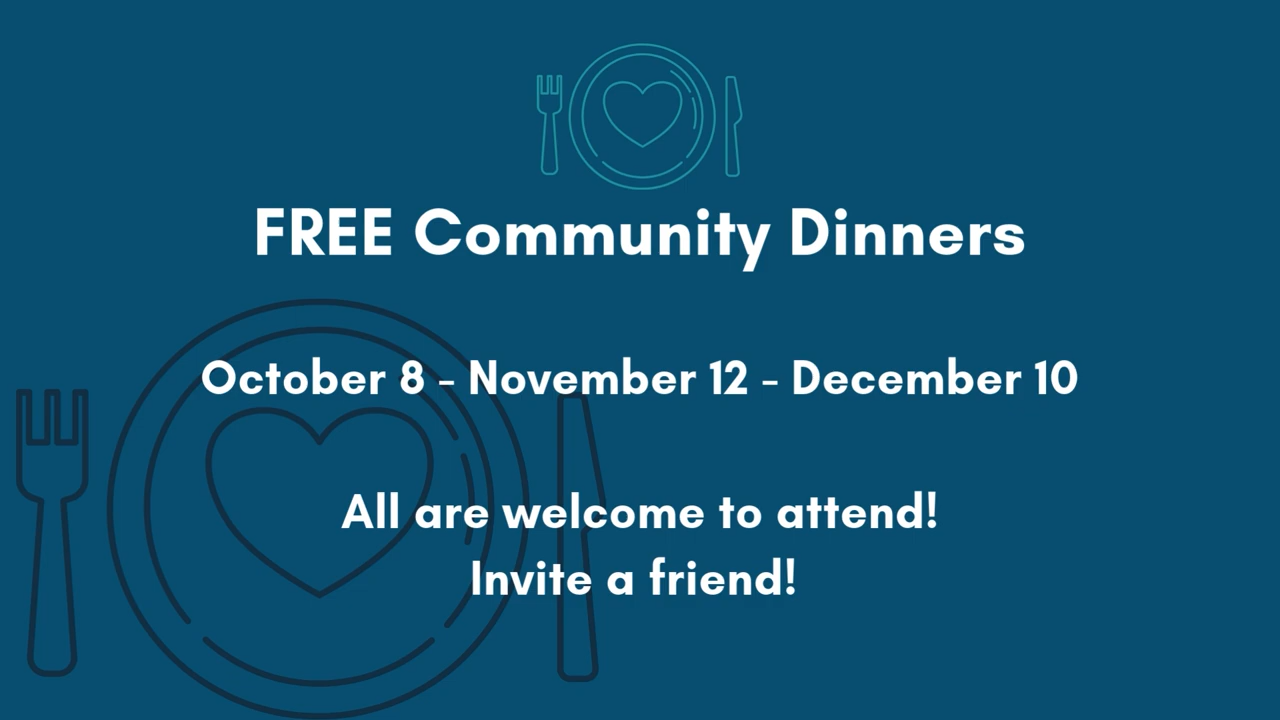 FREE Community Dinners
October 8 - November 12 - December 10
All are welcome to attend!
Invite a friend!